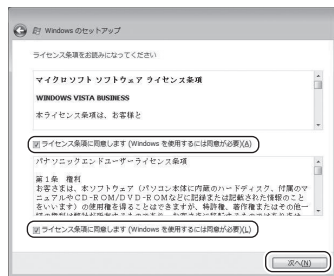 Windows のセットアップ
ライセンス条項をお読みになってください
マイクロソフト ソフトウェア ライセンス条項
WINDOWS VISTA BUSINESS
本ライセンス条項は、お客様と
ライセンス条項に同意します (Windows を使用するには同意が必要)(A)
パナソニックエンドユーザーライセンス条項
第1条 権利
お客さまは、本ソフトウェア（パソコン本体に内蔵のハードディスク、付属のマ
ニュアルやCD-ROM/DVD-ROMなどに記録または記載された情報のこと
をいいます）の使用権を得ることはできますが、特許権、著作権またはその他一
ライセンス条項に同意します (Windows を使用するには同意が必要)(L)
次へ(N)